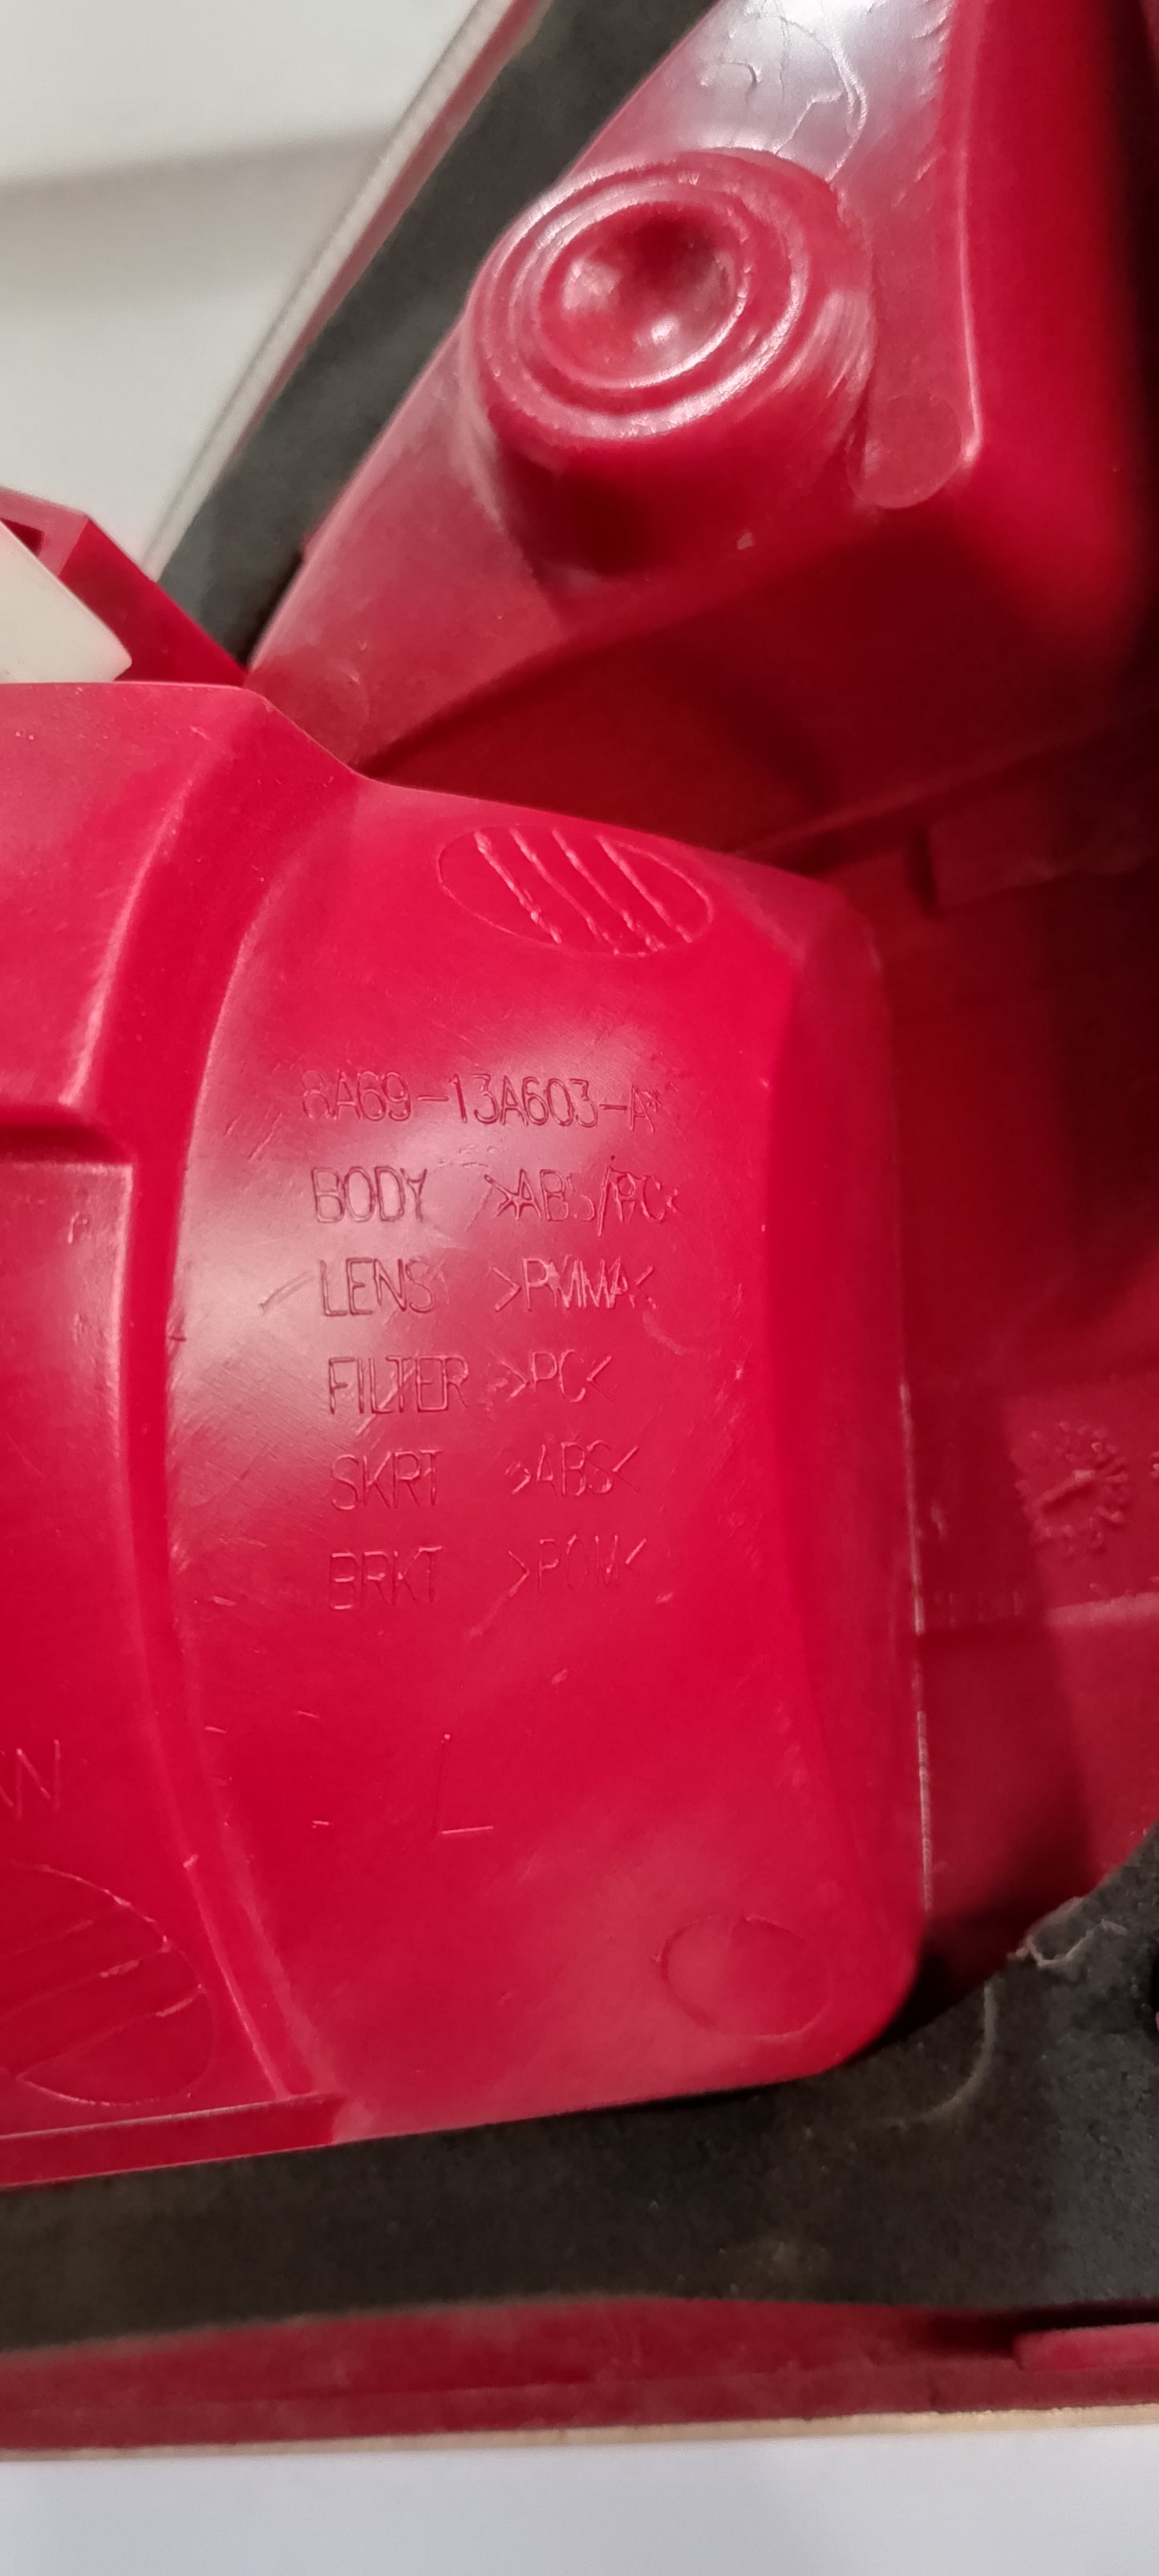 8A69-13A603-A*
BODY >ABS/PC<
LENS >PMMA<
FILTER >PC<
SKRT >ABS<
BRKT >POM<
L